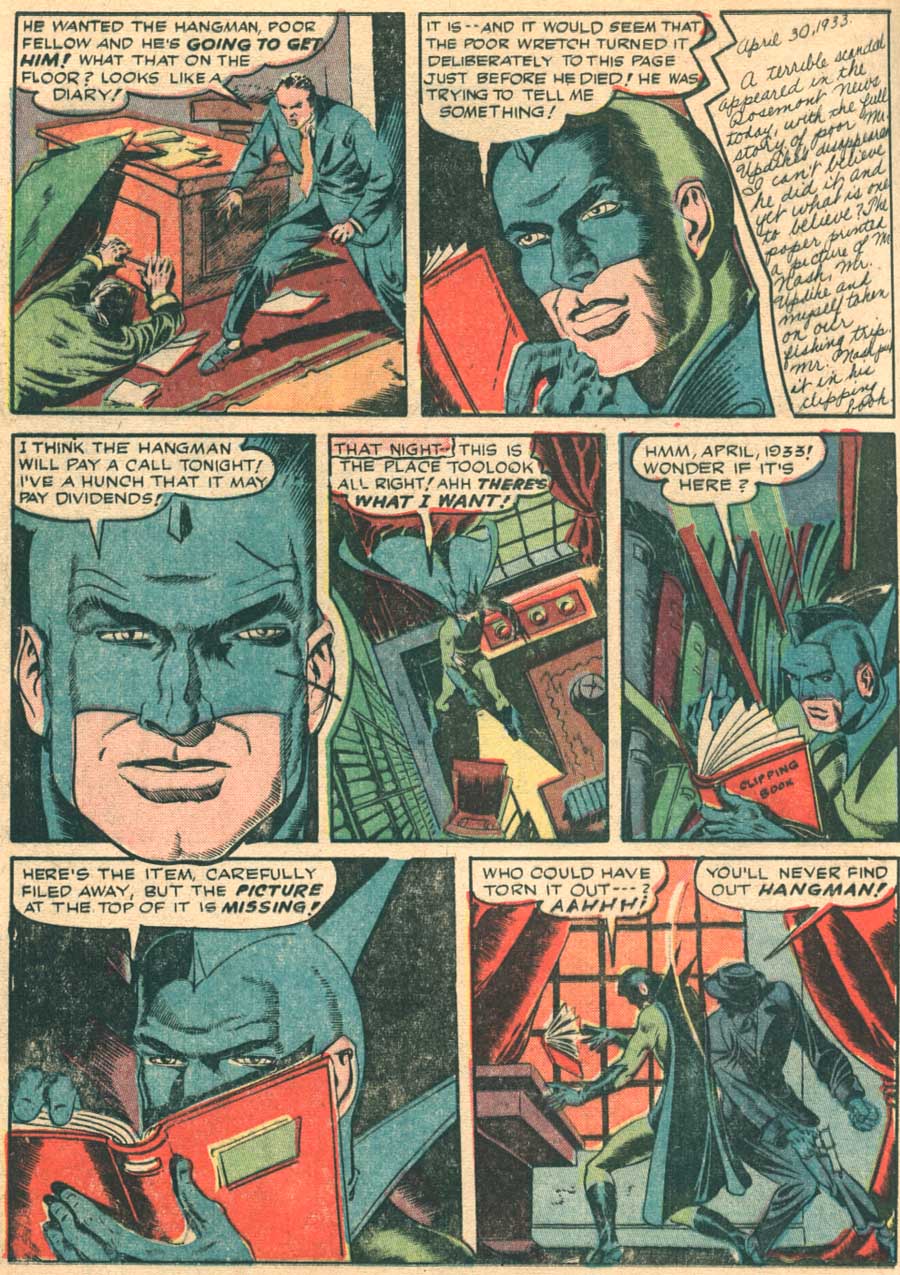 HE WANTED THE HANGMAN, POOR
FELLOW AND HE'S GOING TO GET
HIM! WHAT THAT ON THE
FLOOR? LOOKS LIKE A
DIARY!
IT IS -- AND IT WOULD SEEM THAT
THE POOR WRETCH TURNED IT
DELIBERATELY TO THIS PAGE
JUST BEFORE HE DIED! HE WAS
TRYING TO TELL ME
SOMETHING!
April 30, 1933.
A terrible scandal
appeared in the
Rosemont News
today, with the full
story of poor Mr.
Updike's disappearance
I can't believe
he did it and
yet what is one
to believe? The
paper printed
a picture of Mr.
Nash, Mr.
Updike and
myself taken
on our
fishing trip.
Mr. Nash put
it in his
clipping
book
I THINK THE HANGMAN
WILL PAY A CALL TONIGHT!
I'VE A HUNCH THAT IT MAY
PAY DIVIDENDS!
THAT NIGHT-- THIS IS
THE PLACE TOOLOOK
ALL RIGHT! AHH THERE'S
WHAT I WANT!
HMM, APRIL, 1933!
WONDER IF IT'S
HERE?
CLIPPING
BOOK
HERE'S THE ITEM, CAREFULLY
FILED AWAY, BUT THE PICTURE
AT THE TOP OF IT IS MISSING!
WHO COULD HAVE
TORN IT OUT---?
AAHHH!
YOU'LL NEVER FIND
OUT HANGMAN!